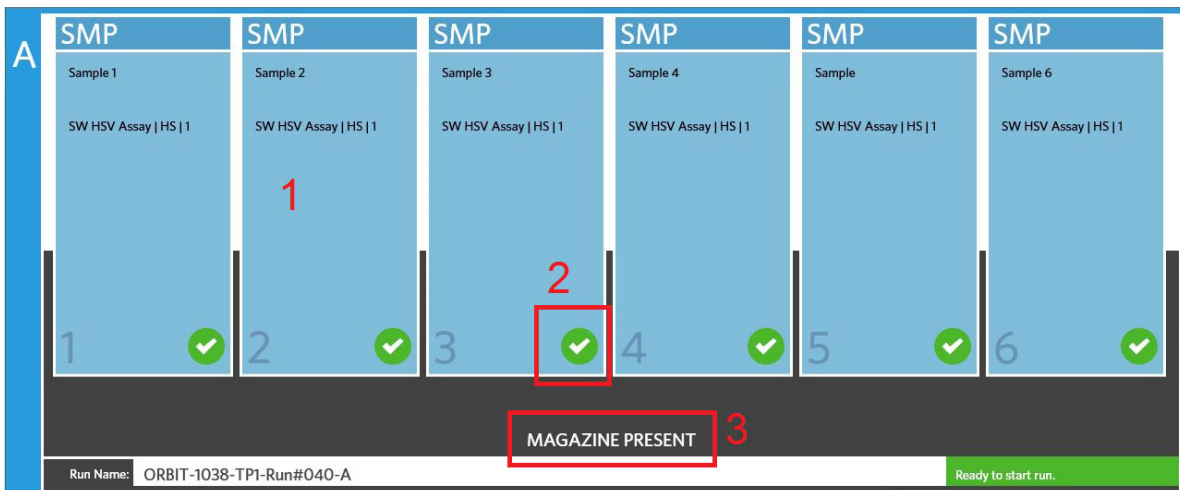 A
SMP
Sample 1
SW HSV Assay | HS | 1
1
SMP
Sample 2
SW HSV Assay | HS | 1
1
2
SMP
Sample 3
SW HSV Assay | HS | 1
2
3
SMP
Sample 4
SW HSV Assay | HS | 1
4
SMP
Sample
SW HSV Assay | HS | 1
5
SMP
Sample 6
SW HSV Assay | HS | 1
6
MAGAZINE PRESENT
3
Run Name: ORBIT-1038-TP1-Run#040-A
Ready to start run.